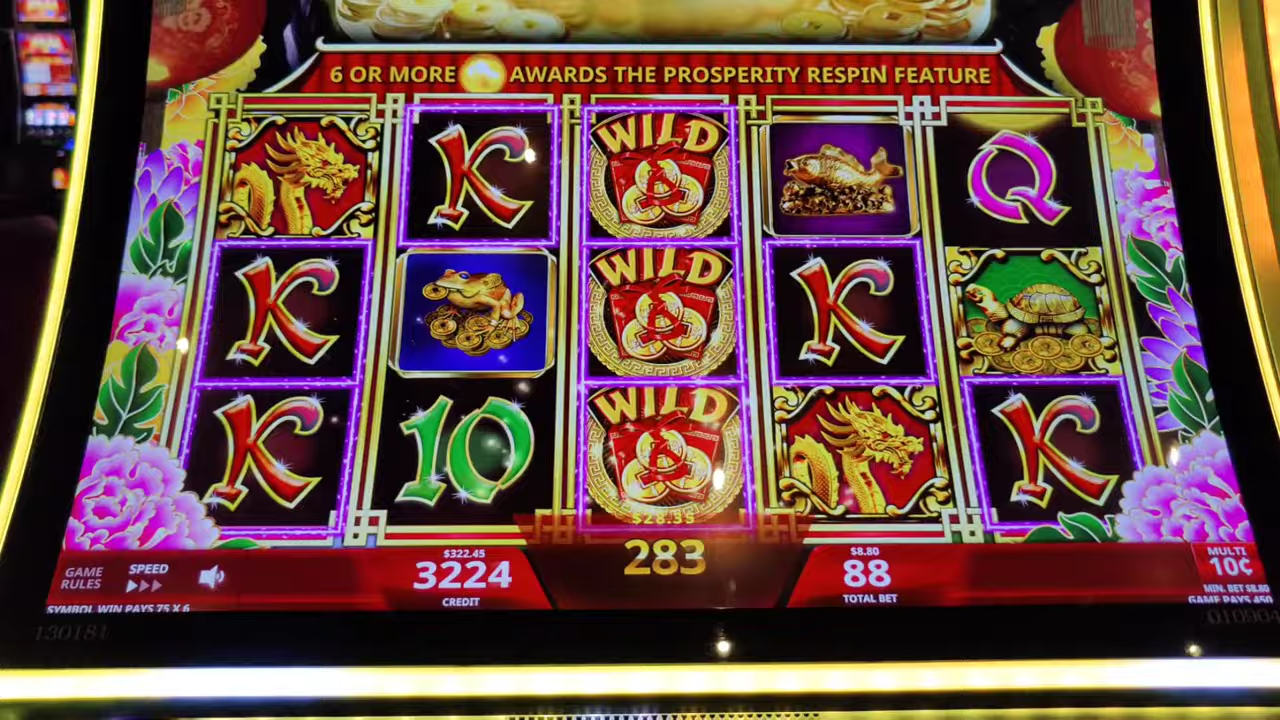 6 OR MORE AWARDS THE PROSPERITY RESPIN FEATURE
K WILD Q
K WILD K
K 10 WILD K
$28.35
283
GAME RULES
SPEED
$322.45
3224
CREDIT
$8.80
88
TOTAL BET
MULTI
10¢
MIN. BET $8.80
GAME PAYS 450
SYMBOL WIN PAYS 75 X 6
130181